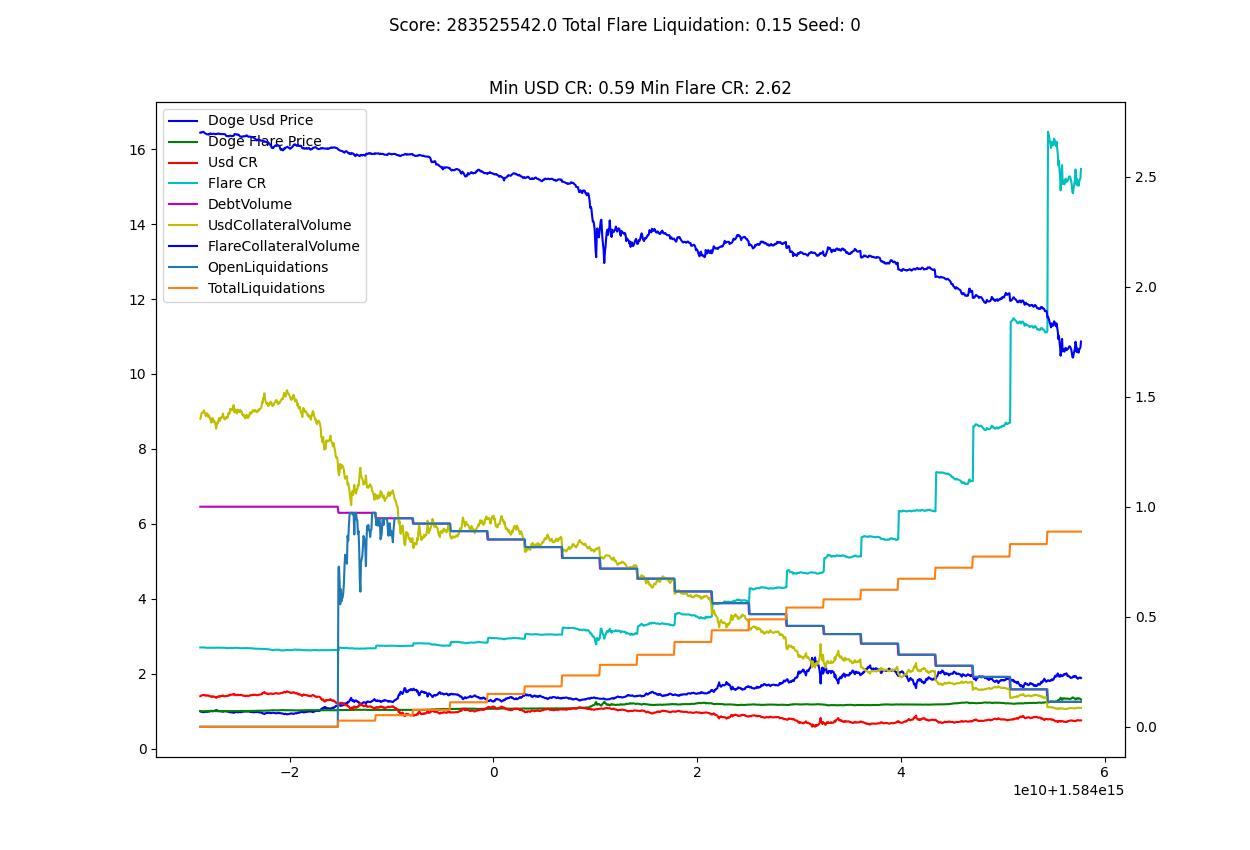 Score: 283525542.0 Total Flare Liquidation: 0.15 Seed: 0
Min USD CR: 0.59 Min Flare CR: 2.62
Doge Usd Price
Doge Flare Price
Usd CR
Flare CR
DebtVolume
UsdCollateralVolume
FlareCollateralVolume
OpenLiquidations
TotalLiquidations
16
14
12
10
8
6
4
2
0
2.5
2.0
1.5
1.0
0.5
0.0
−2 0 2 4 6
1e10+1.584e15